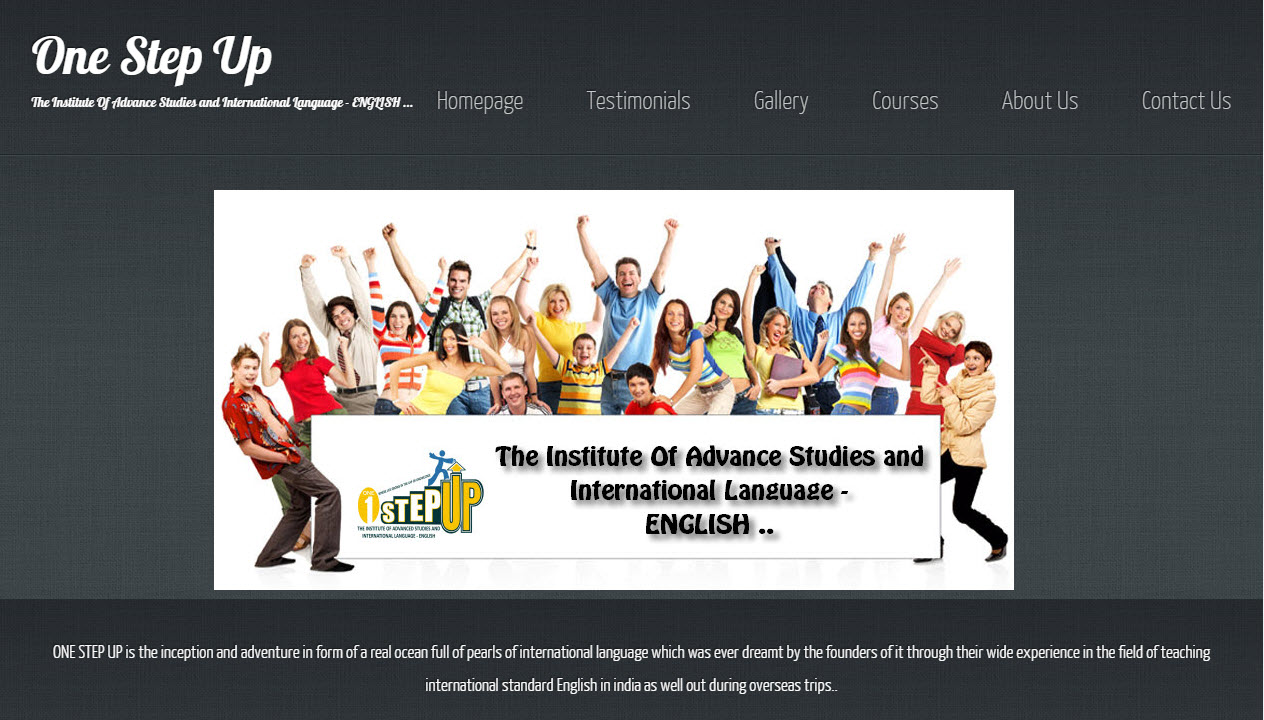 One Step Up
The Institute Of Advance Studies and International Language - ENGLISH ...
Homepage Testimonials Gallery Courses About Us Contact Us
The Institute Of Advance Studies and
International Language -
ENGLISH ..
ONE
1 STEP UP
THE INSTITUTE OF ADVANCED STUDIES AND
INTERNATIONAL LANGUAGE - ENGLISH
ONE STEP UP is the inception and adventure in form of a real ocean full of pearls of international language which was ever dreamt by the founders of it through their wide experience in the field of teaching
international standard English in india as well out during overseas trips..